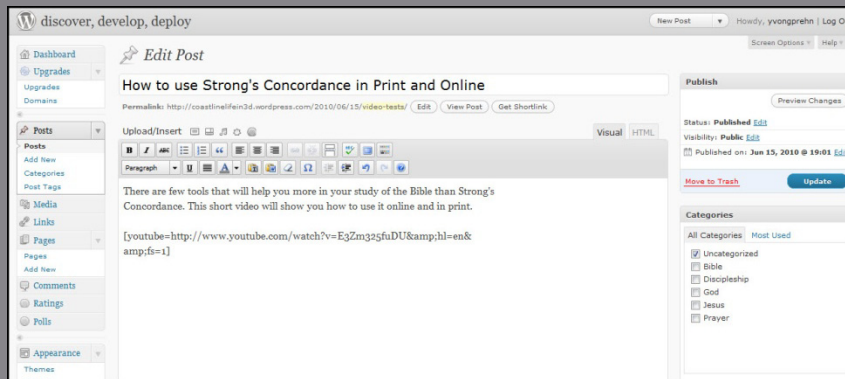 discover, develop, deploy
New Post
Howdy, yvongprehn | Log O
Screen Options
Help
Dashboard
Upgrades
Upgrades
Domains
Posts
Posts
Add New
Categories
Post Tags
Media
Links
Pages
Pages
Add New
Comments
Ratings
Polls
Appearance
Themes
Edit Post
How to use Strong's Concordance in Print and Online
Permalink: http://coastlinelifein3d.wordpress.com/2010/06/15/video-tests/ Edit View Post Get Shortlink
Upload/Insert
Visual HTML
B I ABC
Paragraph U A
There are few tools that will help you more in your study of the Bible than Strong's
Concordance. This short video will show you how to use it online and in print.
[youtube=http://www.youtube.com/watch?v=E3Zm325fuDU&amp;hl=en&
amp;fs=1]
Publish
Preview Changes
Status: Published Edit
Visibility: Public Edit
Published on: Jun 15, 2010 @ 19:01 Edi
Move to Trash
Update
Categories
All Categories Most Used
Uncategorized
Bible
Discipleship
God
Jesus
Prayer